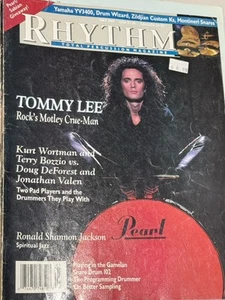 Yamaha YV3400, Drum Wizard, Zildjian Custom Ks, Montineri Snares
RHYTHM
TOTAL PERCUSSION MAGAZINE
TOMMY LEE
Rock's Motley Crue-Man
Kurt Wortman and
Terry Bozzio vs.
Doug DeForest and
Jonathan Valen
Two Pad Players and the
Drummers They Play With
Pearl
Ronald Shannon Jackson
Spiritual Jazz
Playing in the Gamelan
Snare Drum 102
The Programming Drummer
Better Sampling